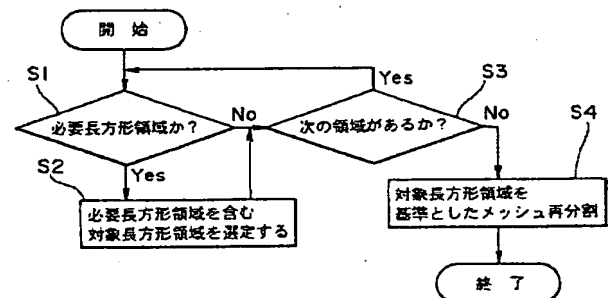 開始
S1
必要長方形領域か?
No
Yes
S2
必要長方形領域を含む
対象長方形領域を選定する
Yes
S3
次の領域があるか?
No
S4
対象長方形領域を
基準としたメッシュ再分割
終了